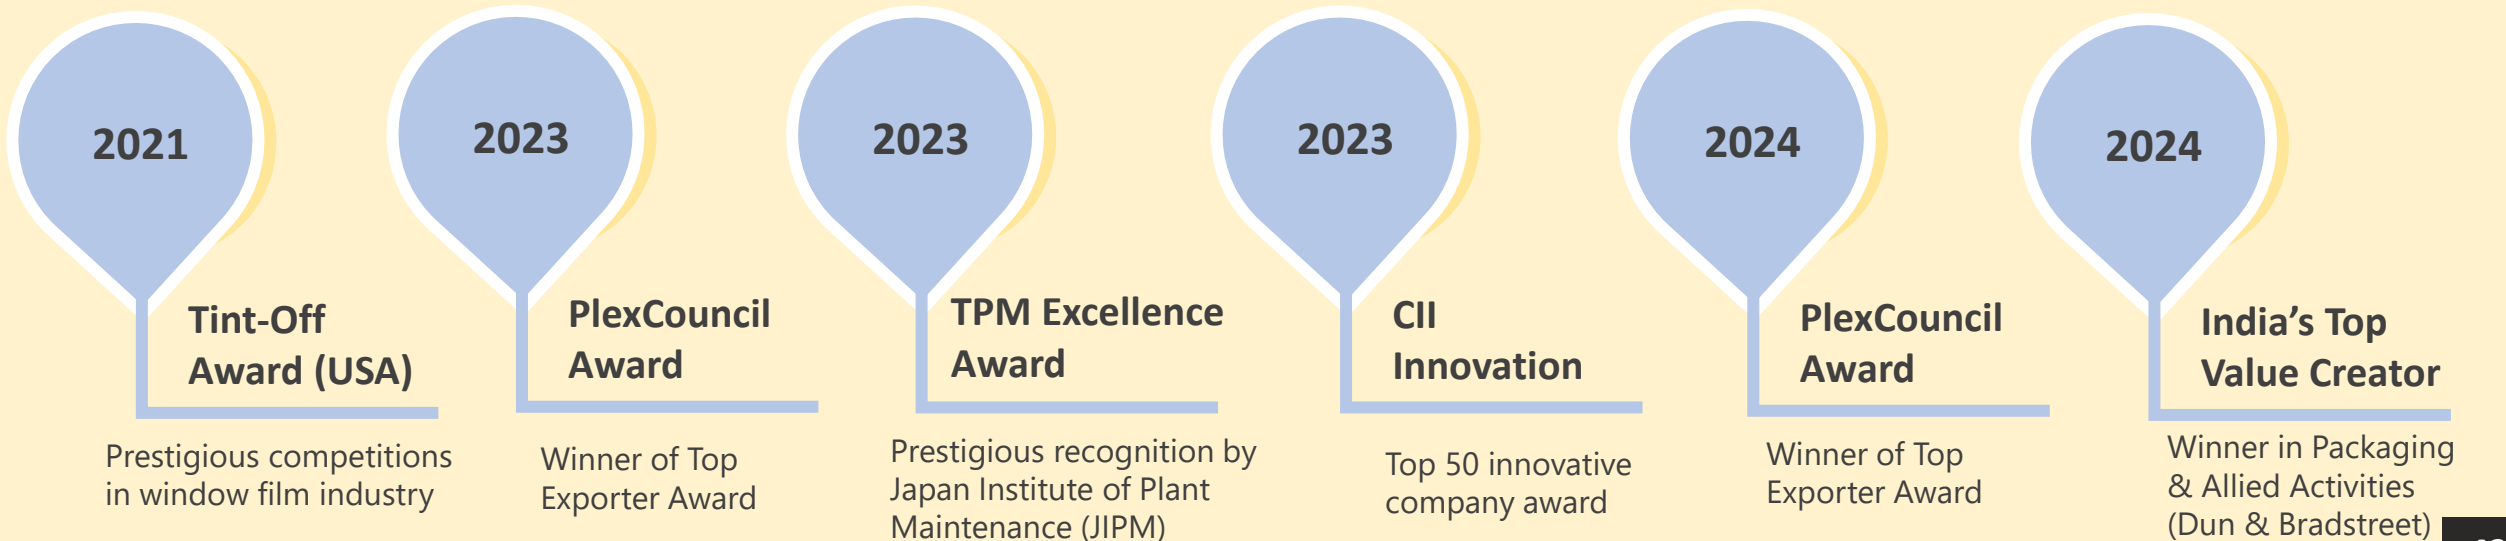 2021
Tint-Off
Award (USA)
Prestigious competitions
in window film industry
2023
PlexCouncil
Award
Winner of Top
Exporter Award
2023
TPM Excellence
Award
Prestigious recognition by
Japan Institute of Plant
Maintenance (JIPM)
2023
CII
Innovation
Top 50 innovative
company award
2024
PlexCouncil
Award
Winner of Top
Exporter Award
2024
India’s Top
Value Creator
Winner in Packaging
& Allied Activities
(Dun & Bradstreet)